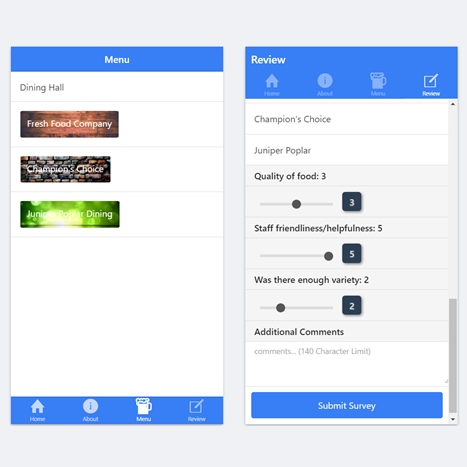 Menu
Dining Hall
Fresh Food Company
Champion's Choice
Juniper Poplar Dining
Home
About
Menu
Review
Review
Home
About
Menu
Review
Champion's Choice
Juniper Poplar
Quality of food: 3
3
Staff friendliness/helpfulness: 5
5
Was there enough variety: 2
2
Additional Comments
comments... (140 Character Limit)
Submit Survey